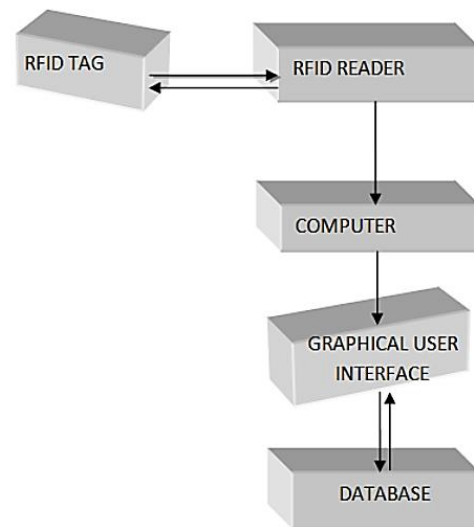 RFID TAG
RFID READER
COMPUTER
GRAPHICAL USER
INTERFACE
DATABASE